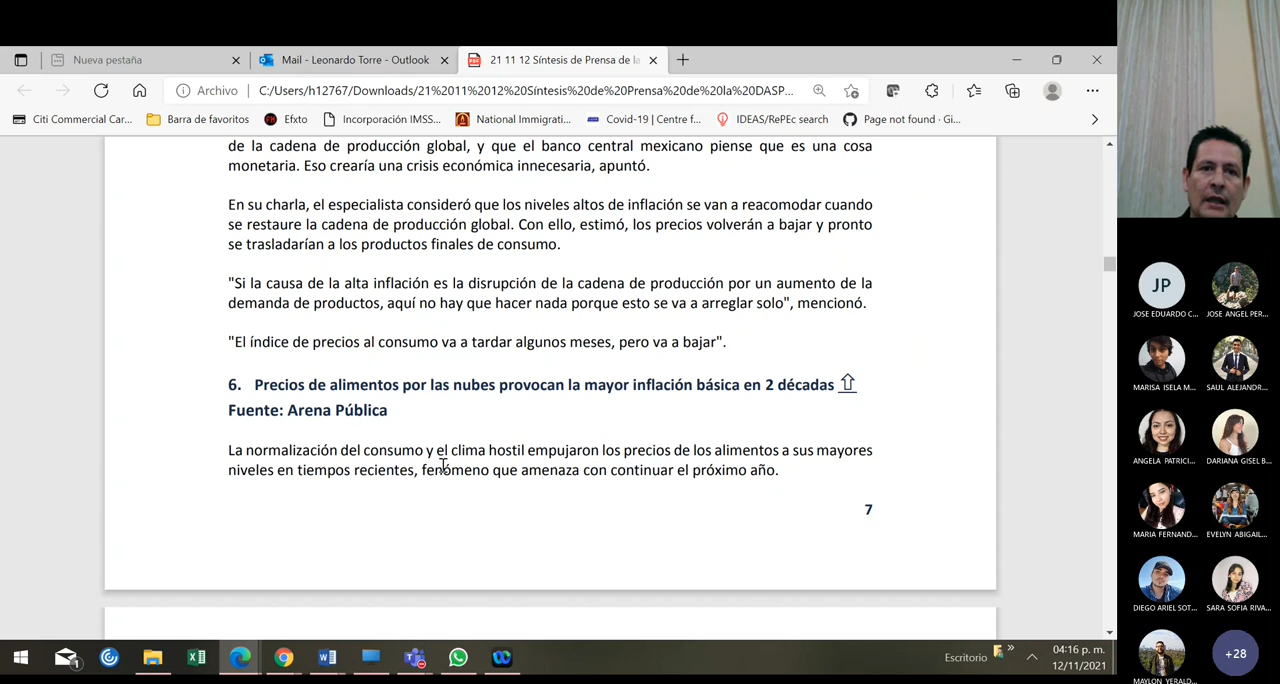 Nueva pestaña
Mail - Leonardo Torre - Outlook
21 11 12 Síntesis de Prensa de la
Archivo
C:/Users/h12767/Downloads/21%2011%2012%20Síntesis%20de%20Prensa%20de%20la%20DASP...
Citi Commercial Car...
Barra de favoritos
Efxto
Incorporación IMSS...
National Immigrati...
Covid-19 | Centre f...
IDEAS/RePEc search
Page not found · Gi...
de la cadena de producción global, y que el banco central mexicano piense que es una cosa
monetaria. Eso crearía una crisis económica innecesaria, apuntó.
En su charla, el especialista consideró que los niveles altos de inflación se van a reacomodar cuando
se restaure la cadena de producción global. Con ello, estimó, los precios volverán a bajar y pronto
se trasladarían a los productos finales de consumo.
"Si la causa de la alta inflación es la disrupción de la cadena de producción por un aumento de la
demanda de productos, aquí no hay que hacer nada porque esto se va a arreglar solo", mencionó.
"El índice de precios al consumo va a tardar algunos meses, pero va a bajar".
6. Precios de alimentos por las nubes provocan la mayor inflación básica en 2 décadas
Fuente: Arena Pública
La normalización del consumo y el clima hostil empujaron los precios de los alimentos a sus mayores
niveles en tiempos recientes, fenómeno que amenaza con continuar el próximo año.
7
JP
JOSE EDUARDO C...
JOSE ANGEL PER...
MARISA ISELA M...
SAUL ALEJANDR...
ANGELA PATRICI...
DARIANA GISEL B...
MARIA FERNAND...
EVELYN ABIGAIL...
DIEGO ARIEL SOT...
SARA SOFIA RIVA...
MAYLON YERALD...
+28
Escritorio
04:16 p. m.
12/11/2021